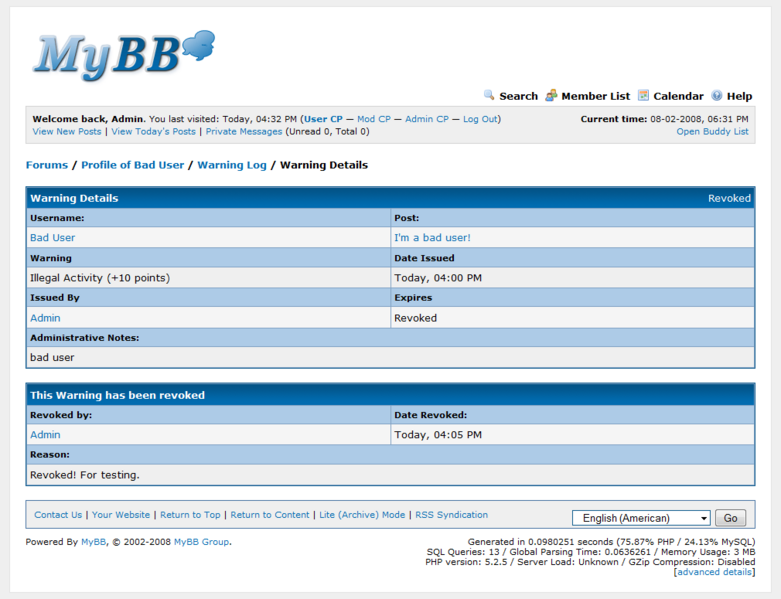 MyBB
Search Member List Calendar Help
Welcome back, Admin. You last visited: Today, 04:32 PM (User CP — Mod CP — Admin CP — Log Out)
Current time: 08-02-2008, 06:31 PM
View New Posts | View Today's Posts | Private Messages (Unread 0, Total 0)
Open Buddy List
Forums / Profile of Bad User / Warning Log / Warning Details
Warning Details Revoked
Username: Post:
Bad User I'm a bad user!
Warning Date Issued
Illegal Activity (+10 points) Today, 04:00 PM
Issued By Expires
Admin Revoked
Administrative Notes:
bad user
This Warning has been revoked
Revoked by: Date Revoked:
Admin Today, 04:05 PM
Reason:
Revoked! For testing.
Contact Us | Your Website | Return to Top | Return to Content | Lite (Archive) Mode | RSS Syndication
English (American) Go
Powered By MyBB, © 2002-2008 MyBB Group.
Generated in 0.0980251 seconds (75.87% PHP / 24.13% MySQL)
SQL Queries: 13 / Global Parsing Time: 0.0636261 / Memory Usage: 3 MB
PHP version: 5.2.5 / Server Load: Unknown / GZip Compression: Disabled
[advanced details]